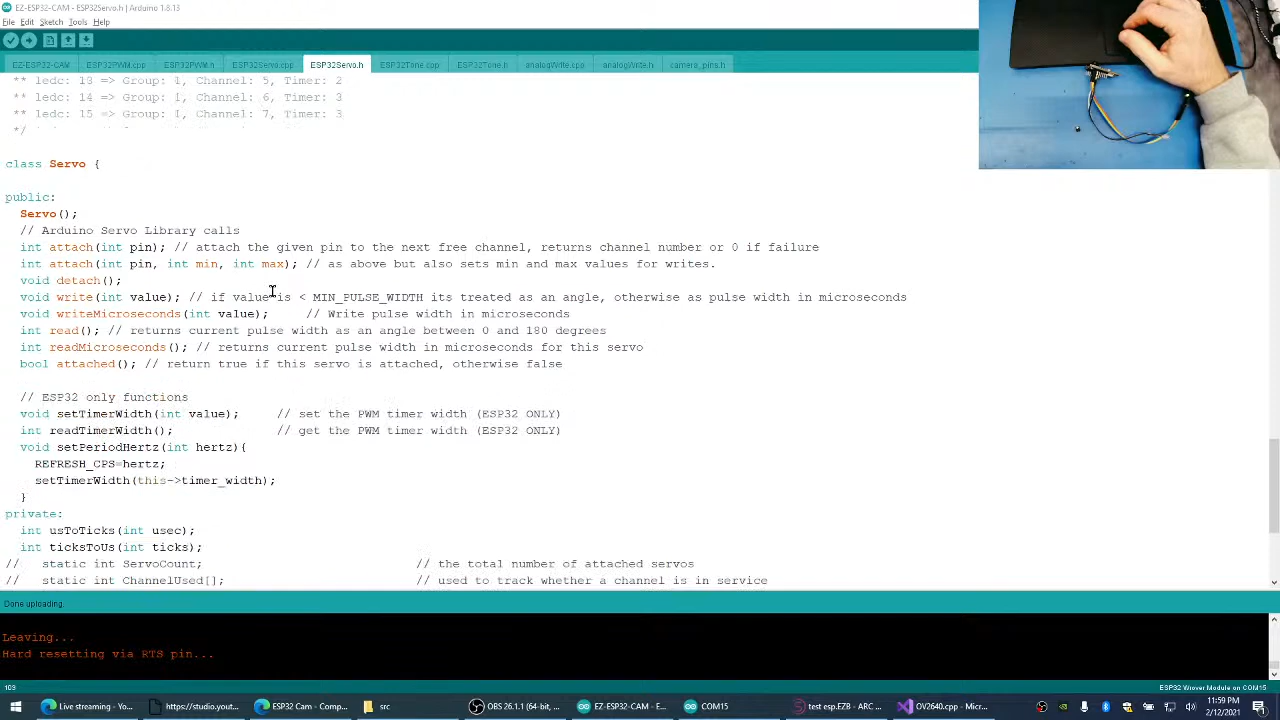 EZ-ESP32-CAM - ESP32Servo.h | Arduino 1.8.13
File Edit Sketch Tools Help
EZ-ESP32-CAM ESP32PWM.cpp ESP32PWM.h ESP32Servo.cpp ESP32Servo.h ESP32Tone.cpp ESP32Tone.h analogWrite.cpp analogWrite.h camera_pins.h
** ledc: 13 => Group: 1, Channel: 5, Timer: 2
** ledc: 14 => Group: 1, Channel: 6, Timer: 3
** ledc: 15 => Group: 1, Channel: 7, Timer: 3
*/
class Servo {
public:
Servo();
// Arduino Servo Library calls
int attach(int pin); // attach the given pin to the next free channel, returns channel number or 0 if failure
int attach(int pin, int min, int max); // as above but also sets min and max values for writes.
void detach();
void write(int value); // if value is < MIN_PULSE_WIDTH its treated as an angle, otherwise as pulse width in microseconds
void writeMicroseconds(int value); // Write pulse width in microseconds
int read(); // returns current pulse width as an angle between 0 and 180 degrees
int readMicroseconds(); // returns current pulse width in microseconds for this servo
bool attached(); // return true if this servo is attached, otherwise false
// ESP32 only functions
void setTimerWidth(int value); // set the PWM timer width (ESP32 ONLY)
int readTimerWidth(); // get the PWM timer width (ESP32 ONLY)
void setPeriodHertz(int hertz){
REFRESH_CPS=hertz;
setTimerWidth(this->timer_width);
}
private:
int usToTicks(int usec);
int ticksToUs(int ticks);
// static int ServoCount; // the total number of attached servos
// static int ChannelUsed[]; // used to track whether a channel is in service
Done uploading.
Leaving...
Hard resetting via RTS pin...
103 ESP32 Wrover Module on COM15
Live streaming - Yo... https://studio.yout... ESP32 Cam - Comp... src OBS 26.1.1 (64-bit, ... EZ-ESP32-CAM - E... COM15 test esp.EZB - ARC ... OV2640.cpp - Micr... 11:59 PM
2/12/2021